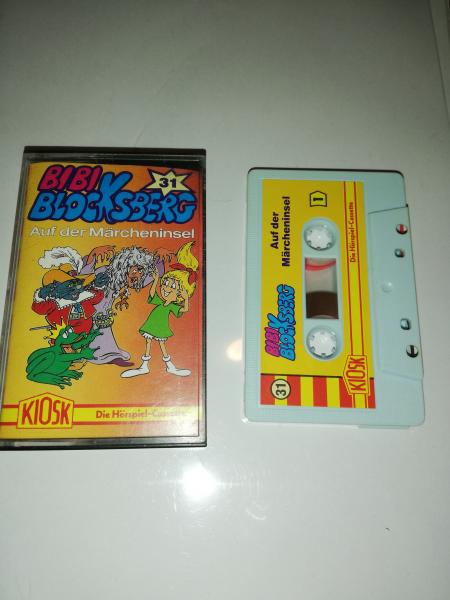 BIBI
BLOCKSBERG
31
Auf der Märcheninsel
KIOSK
Die Hörspiel-Cassette
BIBI
BLOCKSBERG
Auf der
Märcheninsel
1
31
KIOSK
Die Hörspiel-Cassette